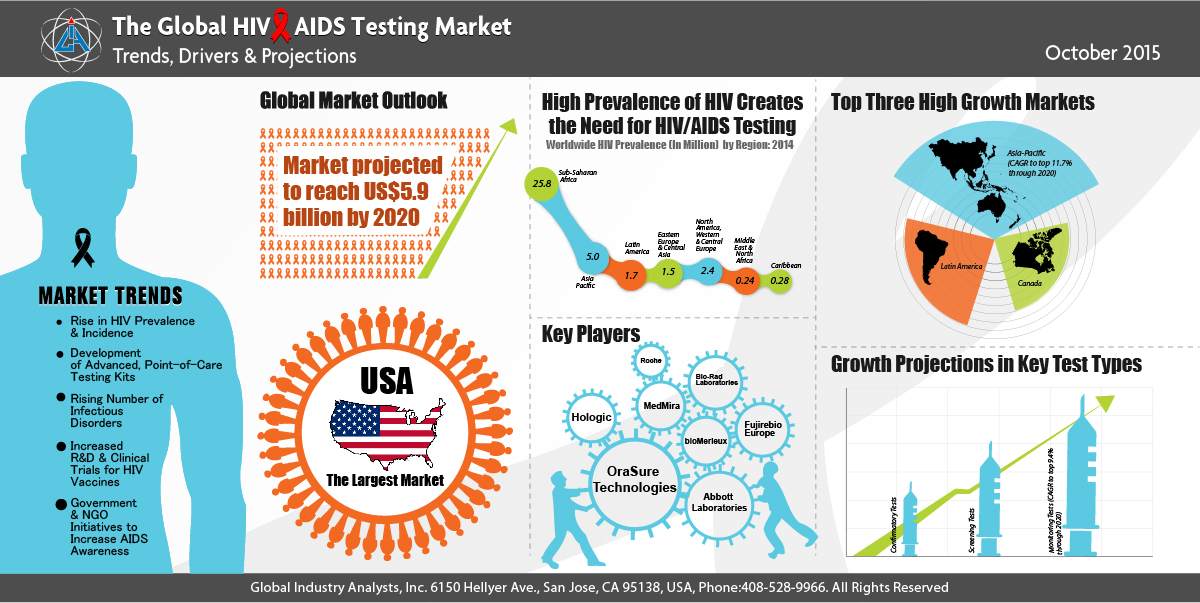 The Global HIV AIDS Testing Market
Trends, Drivers & Projections
October 2015
MARKET TRENDS
• Rise in HIV Prevalence
& Incidence
• Development
of Advanced, Point-of-Care
Testing Kits
• Rising Number of
Infectious
Disorders
• Increased
R&D & Clinical
Trials for HIV
Vaccines
• Government
& NGO
Initiatives to
Increase AIDS
Awareness
Global Market Outlook
Market projected
to reach US$5.9
billion by 2020
USA
The Largest Market
High Prevalence of HIV Creates
the Need for HIV/AIDS Testing
Worldwide HIV Prevalence (In Million) by Region: 2014
25.8
Sub-Saharan
Africa
5.0
Asia
Pacific
Latin
America
1.7
Eastern
Europe
& Central
Asia
1.5
North
America,
Western
& Central
Europe
2.4
Middle
East &
North
Africa
0.24
Caribbean
0.28
Key Players
Roohe
Bio-Rad
Laboratories
MedMira
Hologic
Fujirebio
Europe
bioMerieux
OraSure
Technologies
Abbott
Laboratories
Top Three High Growth Markets
Asia-Pacific
(CAGR to top 11.7%
through 2020)
Latin America
Canada
Growth Projections in Key Test Types
Confirmatory Tests
Screening Tests
Monitoring Tests (CAGR to top 9.4%
through 2020)
Global Industry Analysts, Inc. 6150 Hellyer Ave., San Jose, CA 95138, USA, Phone:408-528-9966. All Rights Reserved